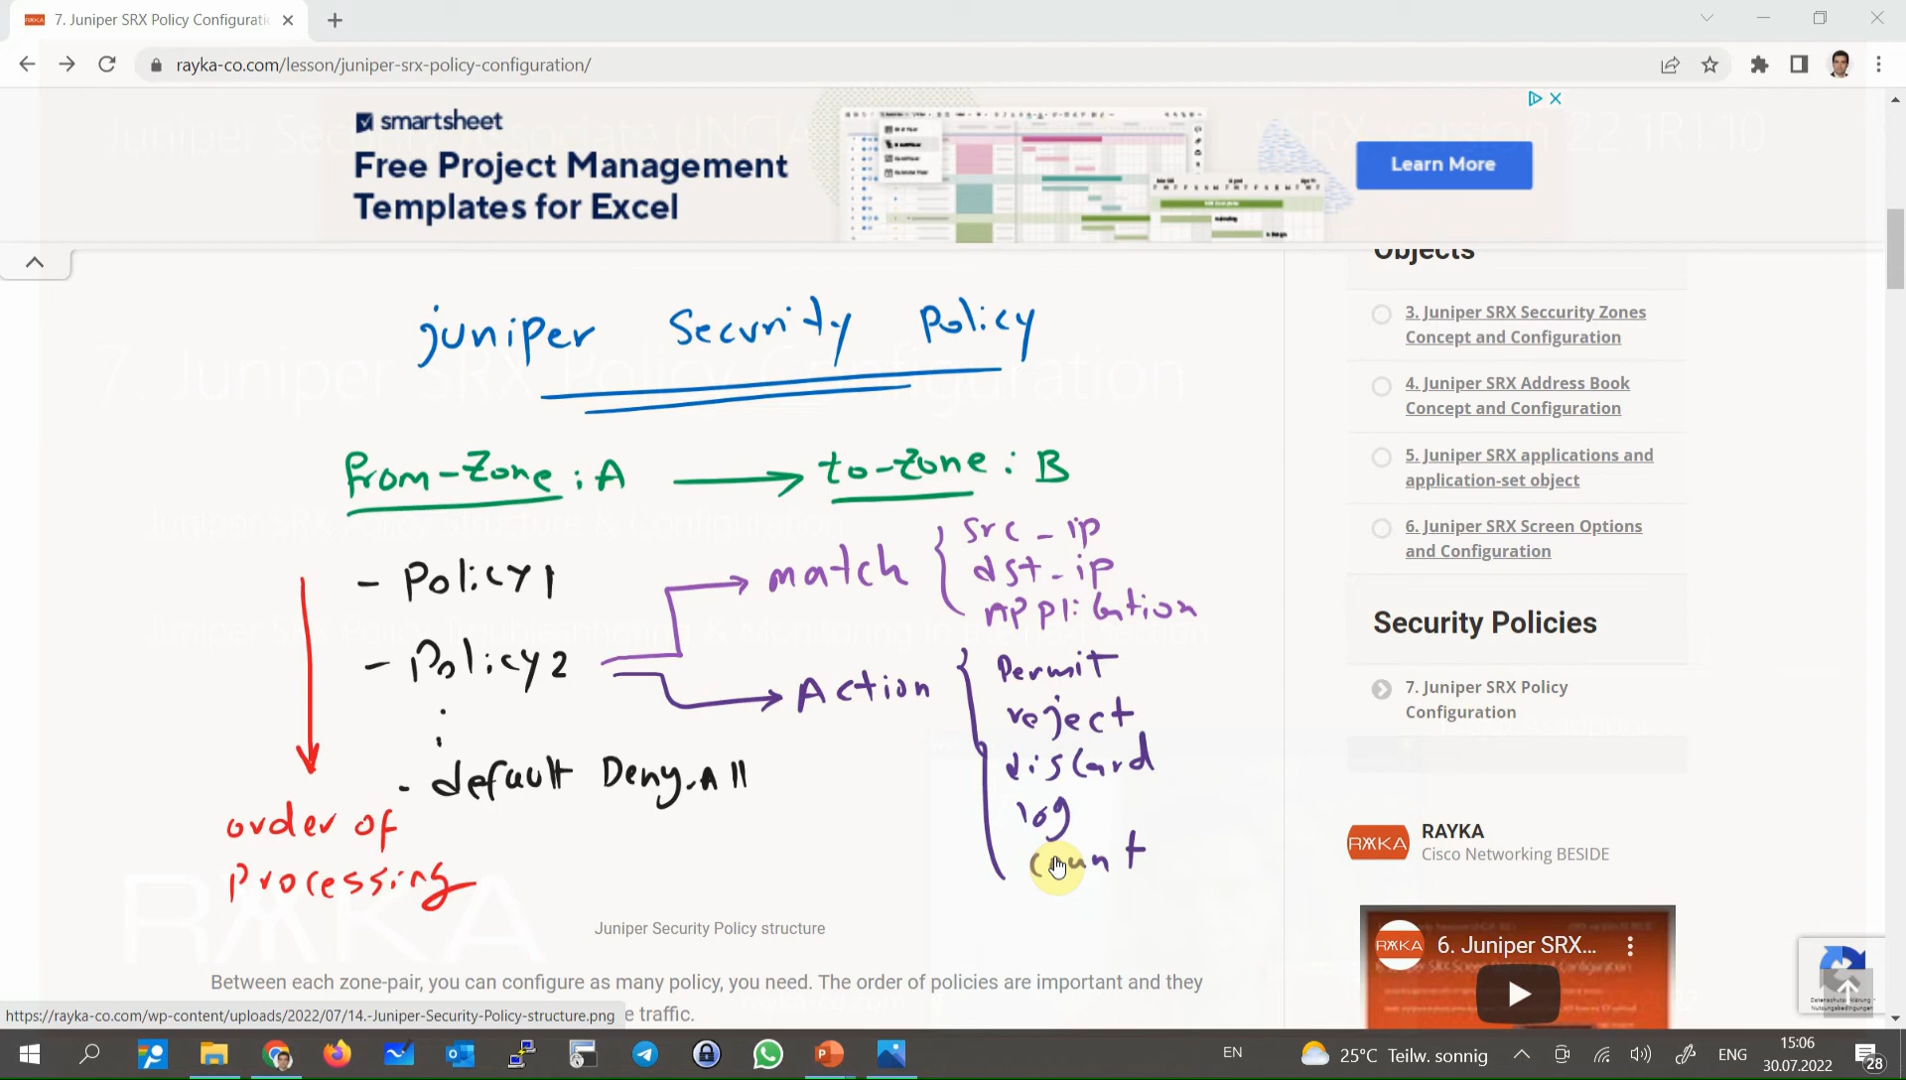 7. Juniper SRX Policy Configurati
rayka-co.com/lesson/juniper-srx-policy-configuration/
smartsheet
Free Project Management
Templates for Excel
Learn More
juniper Security Policy
from-Zone : A → to-zone : B
- Policy1
match
src_ip
dst-ip
application
- Policy2
Action
Permit
reject
discard
log
count
- default Deny.All
order of
processing
Juniper Security Policy structure
Between each zone-pair, you can configure as many policy, you need. The order of policies are important and they
e traffic.
https://rayka-co.com/wp-content/uploads/2022/07/14.-Juniper-Security-Policy-structure.png
Objects
3. Juniper SRX Seccurity Zones
Concept and Configuration
4. Juniper SRX Address Book
Concept and Configuration
5. Juniper SRX applications and
application-set object
6. Juniper SRX Screen Options
and Configuration
Security Policies
7. Juniper SRX Policy
Configuration
RAYKA
Cisco Networking BESIDE
6. Juniper SRX...
7. Juniper SRX Policy Configuration
RAYKA
EN
25°C Teilw. sonnig
ENG
15:06
30.07.2022
28